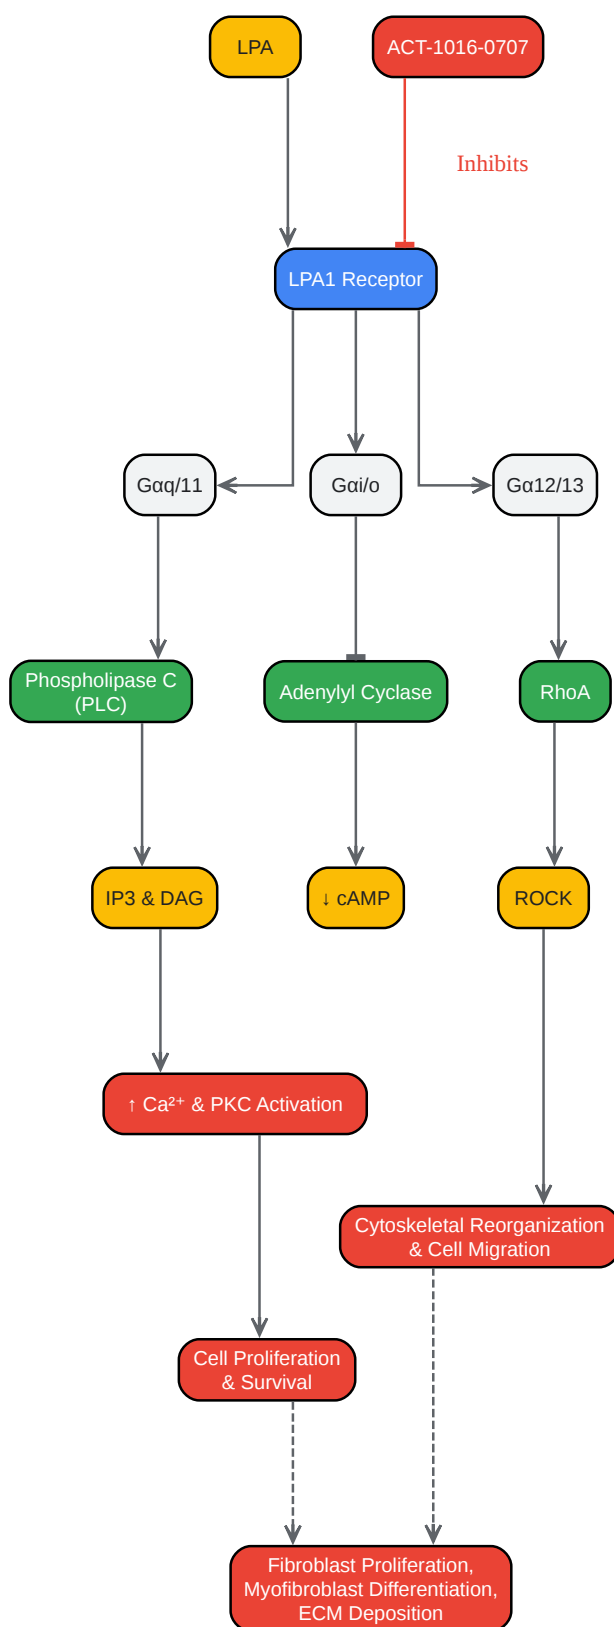 LPA
ACT-1016-0707
Inhibits
LPA1 Receptor
Gαq/11
Gαi/o
Gα12/13
Phospholipase C
(PLC)
Adenylyl Cyclase
RhoA
IP3 & DAG
↓ cAMP
ROCK
↑ Ca²⁺ & PKC Activation
Cytoskeletal Reorganization
& Cell Migration
Cell Proliferation
& Survival
Fibroblast Proliferation,
Myofibroblast Differentiation,
ECM Deposition